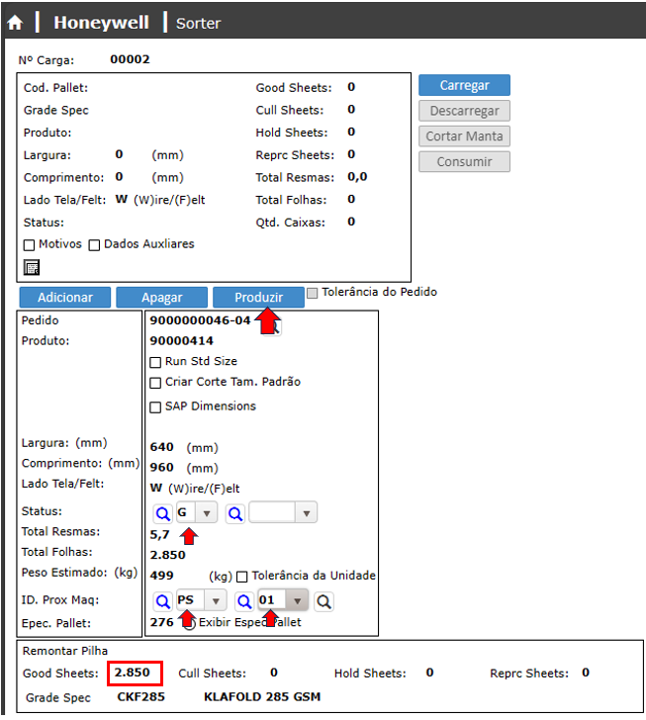 Honeywell | Sorter
Nº Carga: 00002
Cod. Pallet: Good Sheets: 0
Grade Spec Cull Sheets: 0
Produto: Hold Sheets: 0
Largura: 0 (mm) Reprc Sheets: 0
Comprimento: 0 (mm) Total Resmas: 0,0
Lado Tela/Felt: W (W)ire/(F)elt Total Folhas: 0
Status: Qtd. Caixas: 0
Motivos Dados Auxliares
Carregar
Descarregar
Cortar Manta
Consumir
Adicionar Apagar Produzir Tolerância do Pedido
Pedido 9000000046-04
Produto: 90000414
Run Std Size
Criar Corte Tam. Padrão
SAP Dimensions
Largura: (mm) 640 (mm)
Comprimento: (mm) 960 (mm)
Lado Tela/Felt: W (W)ire/(F)elt
Status: G
Total Resmas: 5,7
Total Folhas: 2.850
Peso Estimado: (kg) 499 (kg) Tolerância da Unidade
ID. Prox Maq: PS 01
Epec. Pallet: 276 Exibir Espec Pallet
Remontar Pilha
Good Sheets: 2.850 Cull Sheets: 0 Hold Sheets: 0 Reprc Sheets: 0
Grade Spec CKF285 KLAFOLD 285 GSM